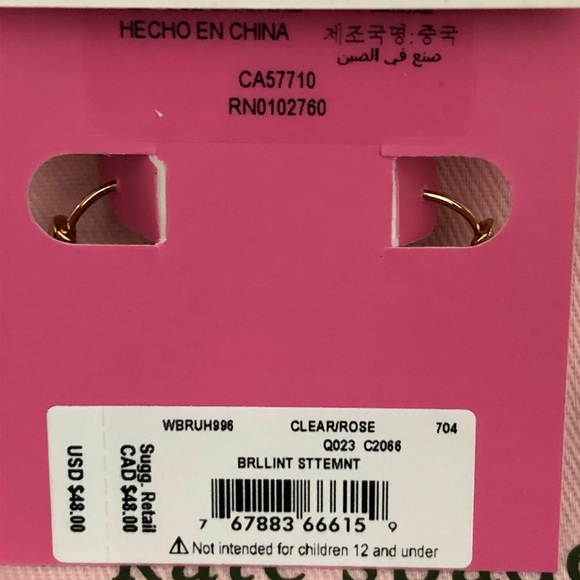 HECHO EN CHINA 제조국명:중국
صنع في الصين
CA57710
RN0102760
WBRUH996 CLEAR/ROSE 704
Q023 C2066
BRLLINT STTEMNT
7 67883 66615 9
⚠ Not intended for children 12 and under
Sugg. Retail
CAD $48.00
USD $48.00
kate spade